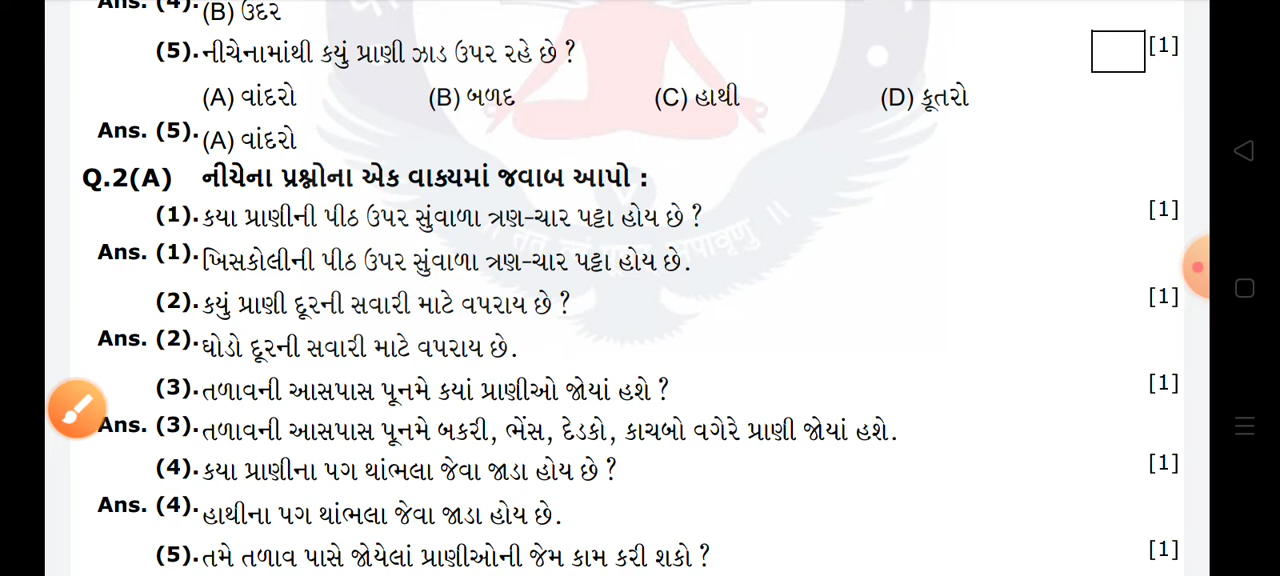 Ans. (4). (B) ઉંદર
(5). નીચેનામાંથી કયું પ્રાણી ઝાડ ઉપર રહે છે ? [1]
(A) વાંદરો (B) બળદ (C) હાથી (D) કૂતરો
Ans. (5). (A) વાંદરો
Q.2(A) નીચેના પ્રશ્નોના એક વાક્યમાં જવાબ આપો :
(1). કયા પ્રાણીની પીઠ ઉપર સુંવાળા ત્રણ-ચાર પટ્ટા હોય છે ? [1]
Ans. (1). ખિસકોલીની પીઠ ઉપર સુંવાળા ત્રણ-ચાર પટ્ટા હોય છે.
(2). કયું પ્રાણી દૂરની સવારી માટે વપરાય છે ? [1]
Ans. (2). ઘોડો દૂરની સવારી માટે વપરાય છે.
(3). તળાવની આસપાસ પૂનમે કયાં પ્રાણીઓ જોયાં હશે ? [1]
Ans. (3). તળાવની આસપાસ પૂનમે બકરી, ભેંસ, દેડકો, કાચબો વગેરે પ્રાણી જોયાં હશે.
(4). કયા પ્રાણીના પગ થાંભલા જેવા જાડા હોય છે ? [1]
Ans. (4). હાથીના પગ થાંભલા જેવા જાડા હોય છે.
(5). તમે તળાવ પાસે જોયેલાં પ્રાણીઓની જેમ કામ કરી શકો ? [1]